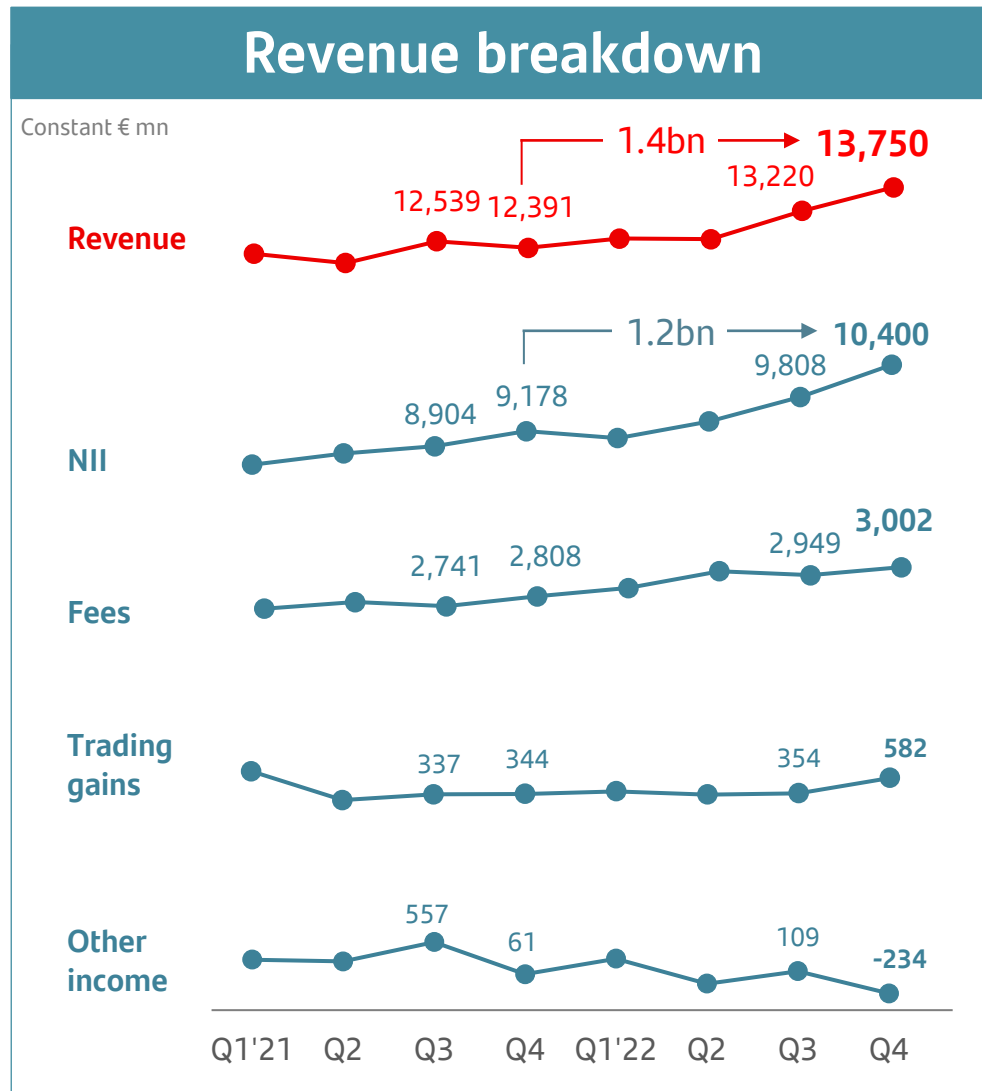 Revenue breakdown
Constant € mn
1.4bn
13,750
13,220
12,539
12,391
Revenue
1.2bn
10,400
9,808
9,178
8,904
NII
3,002
2,949
2,808
2,741
Fees
Trading
gains
337
344
354
582
Other
income
557
61
109
-234
Q1'21 Q2 Q3 Q4 Q1'22 Q2 Q3 Q4